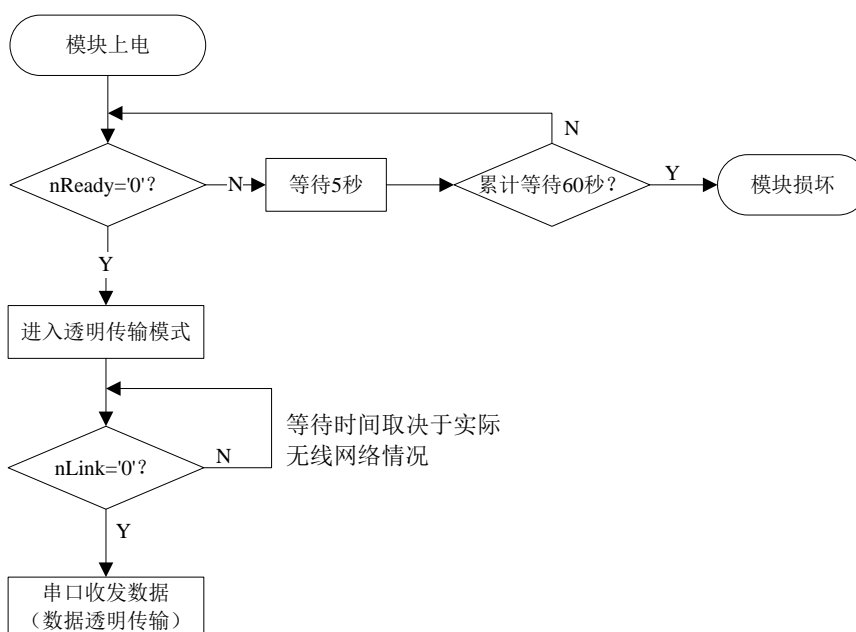 模块上电
N
nReady='0'?
N
等待5秒
累计等待60秒?
Y
模块损坏
Y
进入透明传输模式
等待时间取决于实际
无线网络情况
nLink='0'?
N
Y
串口收发数据
（数据透明传输）